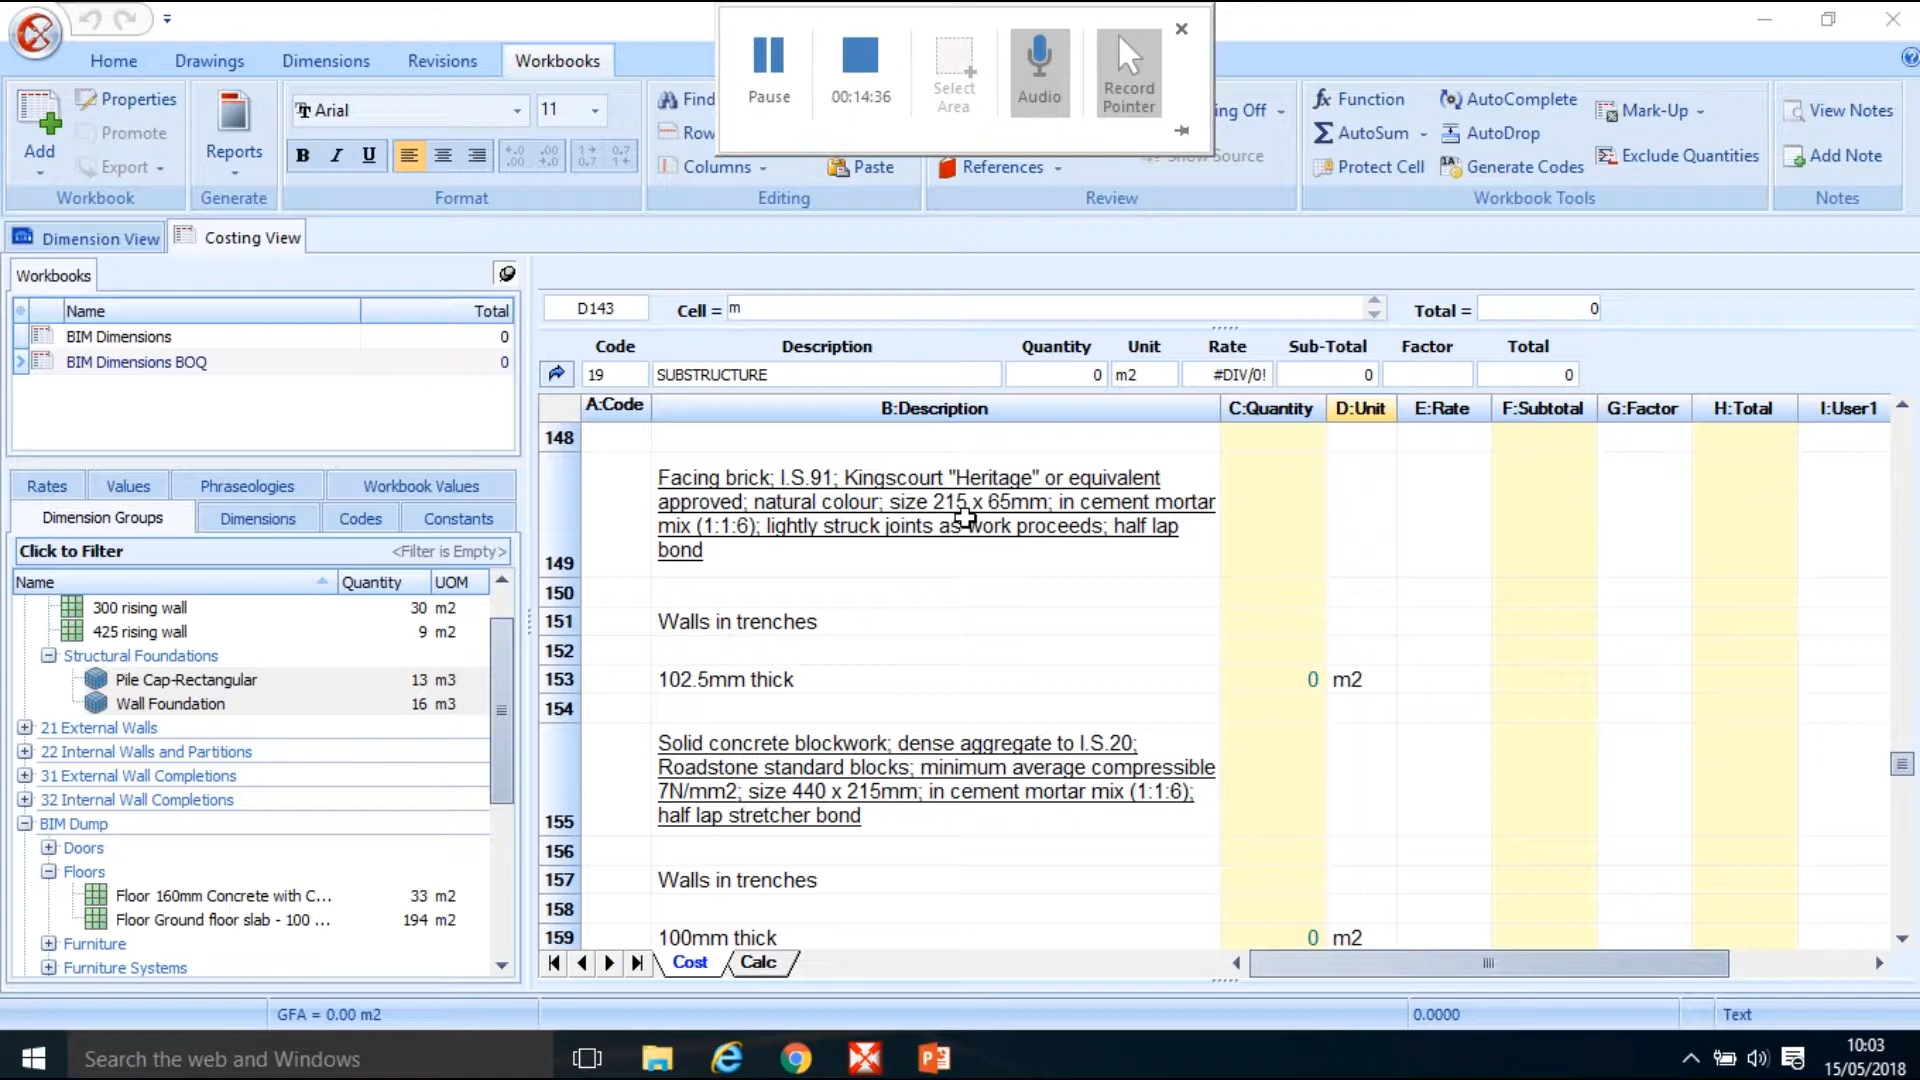 Home
Drawings
Dimensions
Revisions
Workbooks
Pause
00:14:36
Select
Area
Audio
Record
Pointer
Add
Properties
Promote
Export
Workbook
Reports
Generate
Arial
11
B I U
Format
Find
Row
Columns
Paste
Editing
ing Off
Show Source
References
Review
Function
AutoSum
Protect Cell
AutoComplete
AutoDrop
Generate Codes
Mark-Up
Exclude Quantities
Workbook Tools
View Notes
Add Note
Notes
Dimension View
Costing View
Workbooks
Name Total
BIM Dimensions 0
BIM Dimensions BOQ 0
Rates Values Phraseologies Workbook Values
Dimension Groups Dimensions Codes Constants
Click to Filter <Filter is Empty>
Name Quantity UOM
300 rising wall 30 m2
425 rising wall 9 m2
Structural Foundations
Pile Cap-Rectangular 13 m3
Wall Foundation 16 m3
21 External Walls
22 Internal Walls and Partitions
31 External Wall Completions
32 Internal Wall Completions
BIM Dump
Doors
Floors
Floor 160mm Concrete with C... 33 m2
Floor Ground floor slab - 100 ... 194 m2
Furniture
Furniture Systems
D143 Cell = m Total = 0
Code Description Quantity Unit Rate Sub-Total Factor Total
19 SUBSTRUCTURE 0 m2 #DIV/0! 0 0
A:Code B:Description C:Quantity D:Unit E:Rate F:Subtotal G:Factor H:Total I:User1
148
Facing brick; I.S.91; Kingscourt "Heritage" or equivalent
approved; natural colour; size 215 x 65mm; in cement mortar
mix (1:1:6); lightly struck joints as work proceeds; half lap
bond
149
150
151 Walls in trenches
152
153 102.5mm thick 0 m2
154
Solid concrete blockwork; dense aggregate to I.S.20;
Roadstone standard blocks; minimum average compressible
7N/mm2; size 440 x 215mm; in cement mortar mix (1:1:6);
half lap stretcher bond
155
156
157 Walls in trenches
158
159 100mm thick 0 m2
Cost Calc
GFA = 0.00 m2 0.0000 Text
Search the web and Windows
10:03
15/05/2018